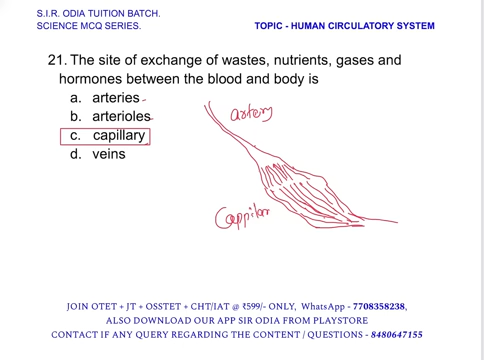 S.I.R. ODIA TUITION BATCH.
SCIENCE MCQ SERIES.
TOPIC - HUMAN CIRCULATORY SYSTEM
21. The site of exchange of wastes, nutrients, gases and
hormones between the blood and body is
a. arteries
b. arterioles
c. capillary
d. veins
artery
Cappilar
JOIN OTET + JT + OSSTET + CHT/IAT @ ₹599/- ONLY, WhatsApp - 7708358238,
ALSO DOWNLOAD OUR APP SIR ODIA FROM PLAYSTORE
CONTACT IF ANY QUERY REGARDING THE CONTENT / QUESTIONS - 8480647155